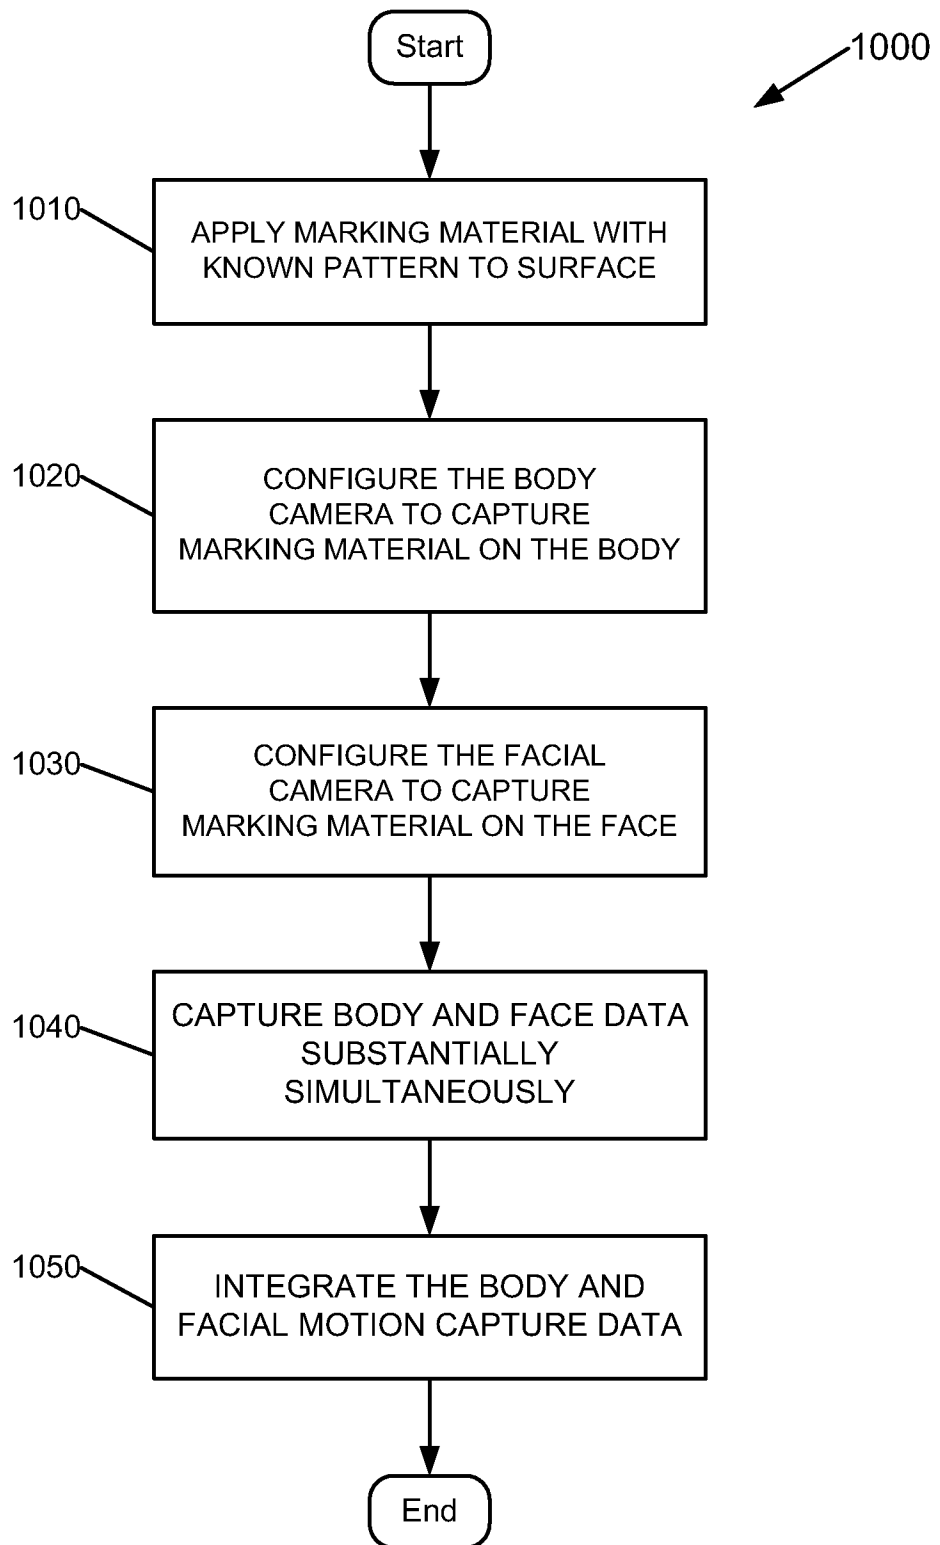 Start
1000
1010
APPLY MARKING MATERIAL WITH
KNOWN PATTERN TO SURFACE
1020
CONFIGURE THE BODY
CAMERA TO CAPTURE
MARKING MATERIAL ON THE BODY
1030
CONFIGURE THE FACIAL
CAMERA TO CAPTURE
MARKING MATERIAL ON THE FACE
1040
CAPTURE BODY AND FACE DATA
SUBSTANTIALLY
SIMULTANEOUSLY
1050
INTEGRATE THE BODY AND
FACIAL MOTION CAPTURE DATA
End